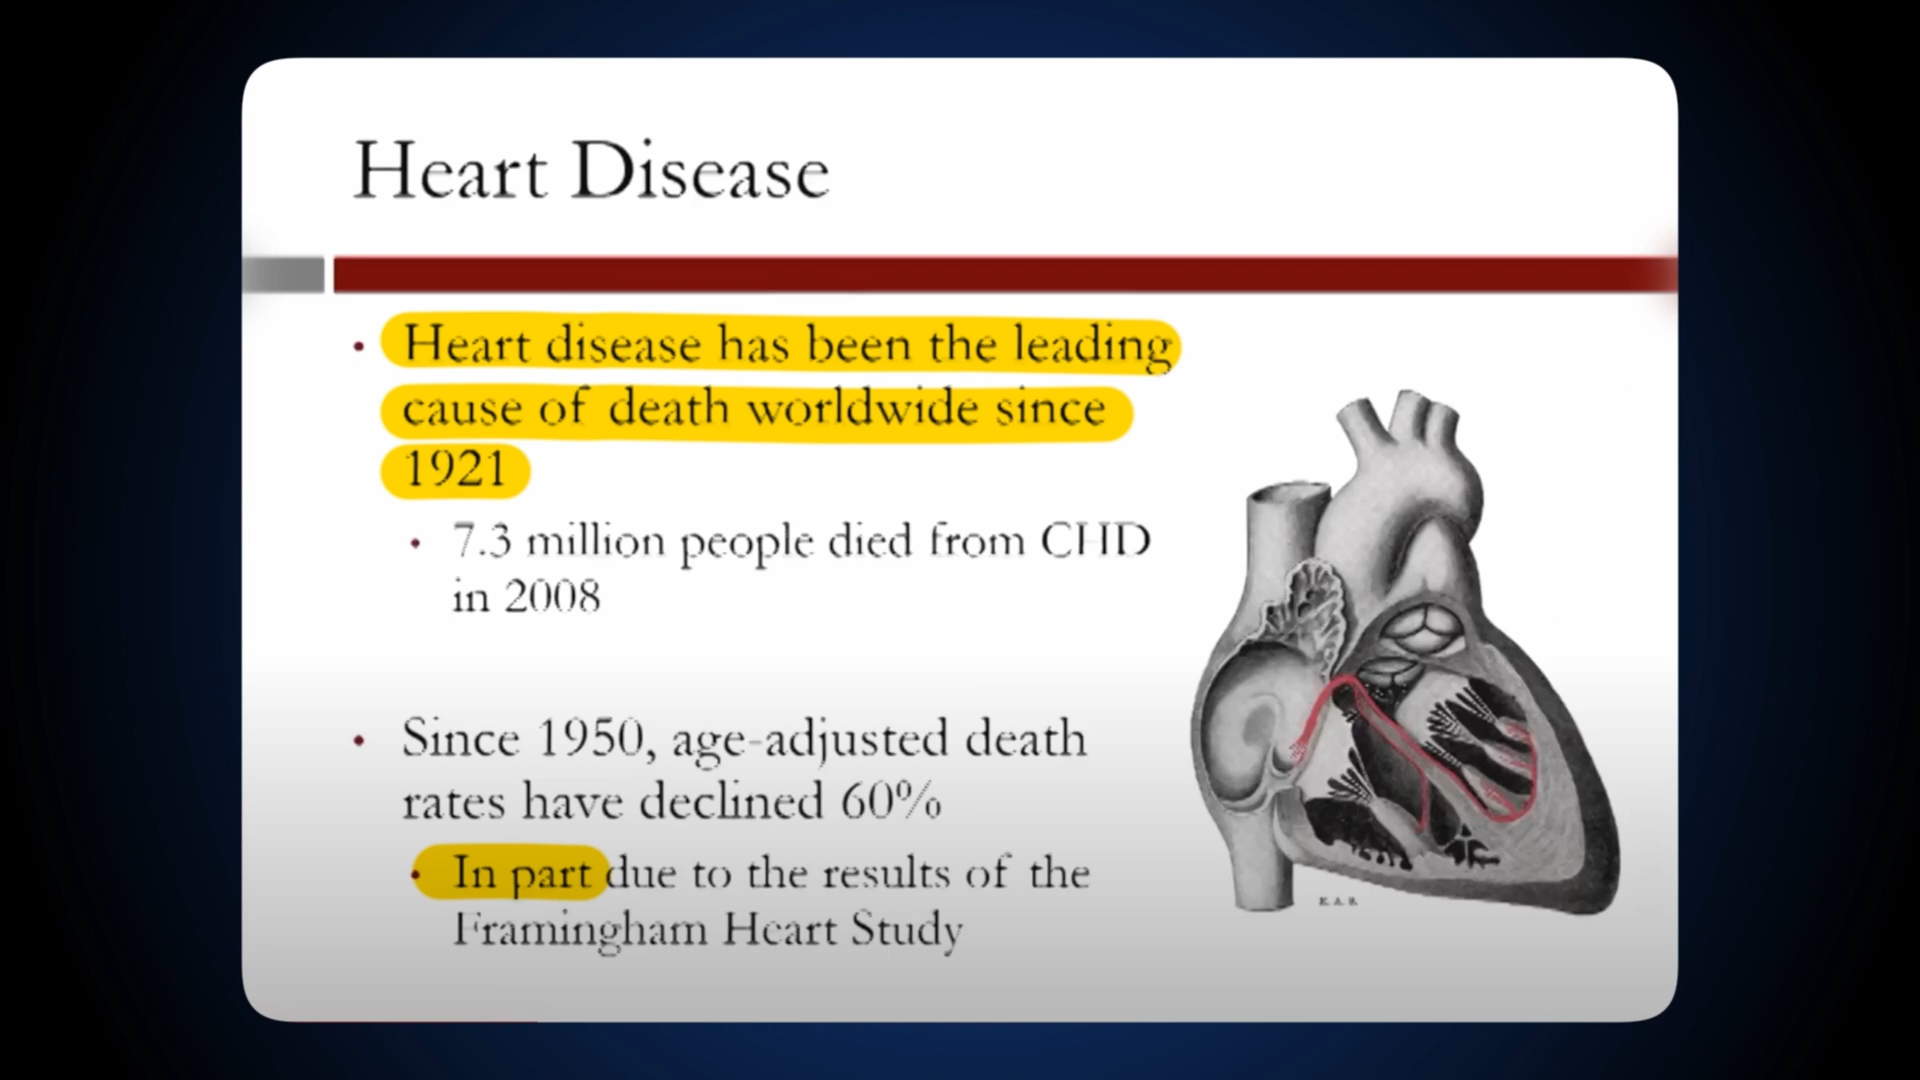 Heart Disease
• Heart disease has been the leading
cause of death worldwide since
1921
• 7.3 million people died from CHD
in 2008
• Since 1950, age-adjusted death
rates have declined 60%
• In part due to the results of the
Framingham Heart Study
E. A. B.